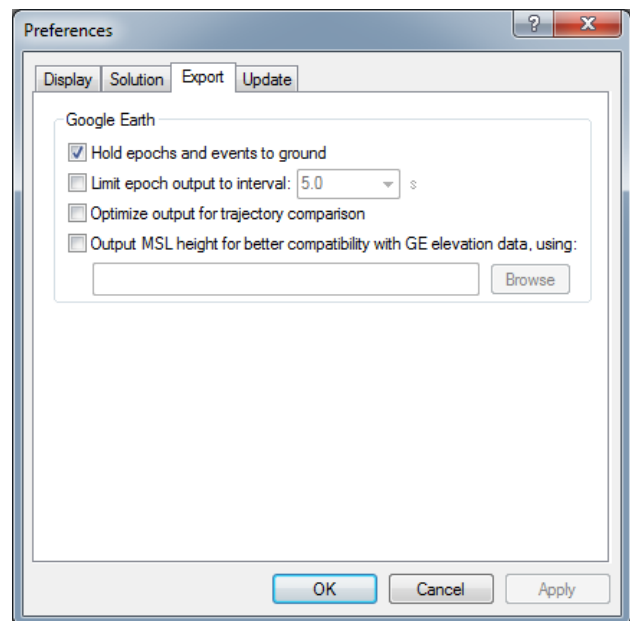 Preferences
Display Solution Export Update
Google Earth
Hold epochs and events to ground
Limit epoch output to interval: 5.0 s
Optimize output for trajectory comparison
Output MSL height for better compatibility with GE elevation data, using:
Browse
OK Cancel Apply